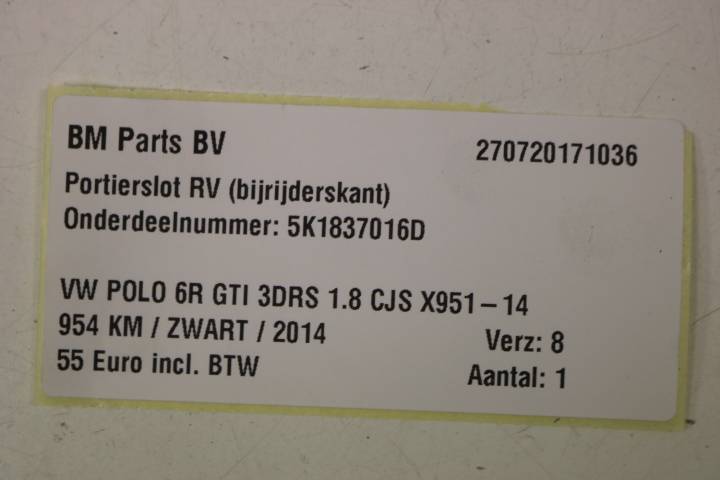 BM Parts BV 270720171036
Portierslot RV (bijrijderskant)
Onderdeelnummer: 5K1837016D
VW POLO 6R GTI 3DRS 1.8 CJS X951-14
954 KM / ZWART / 2014 Verz: 8
55 Euro incl. BTW Aantal: 1